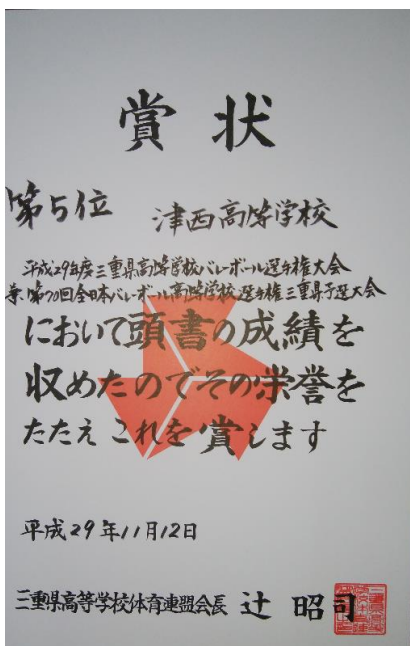 賞状
第5位 津西高等学校
平成29年度三重県高等学校バレーボール選手権大会
兼.第70回全日本バレーボール高等学校選手権三重県予選大会
において頭書の成績を
収めたのでその栄誉を
たたえこれを賞します
平成29年11月12日
三重県高等学校体育連盟会長 辻 昭司